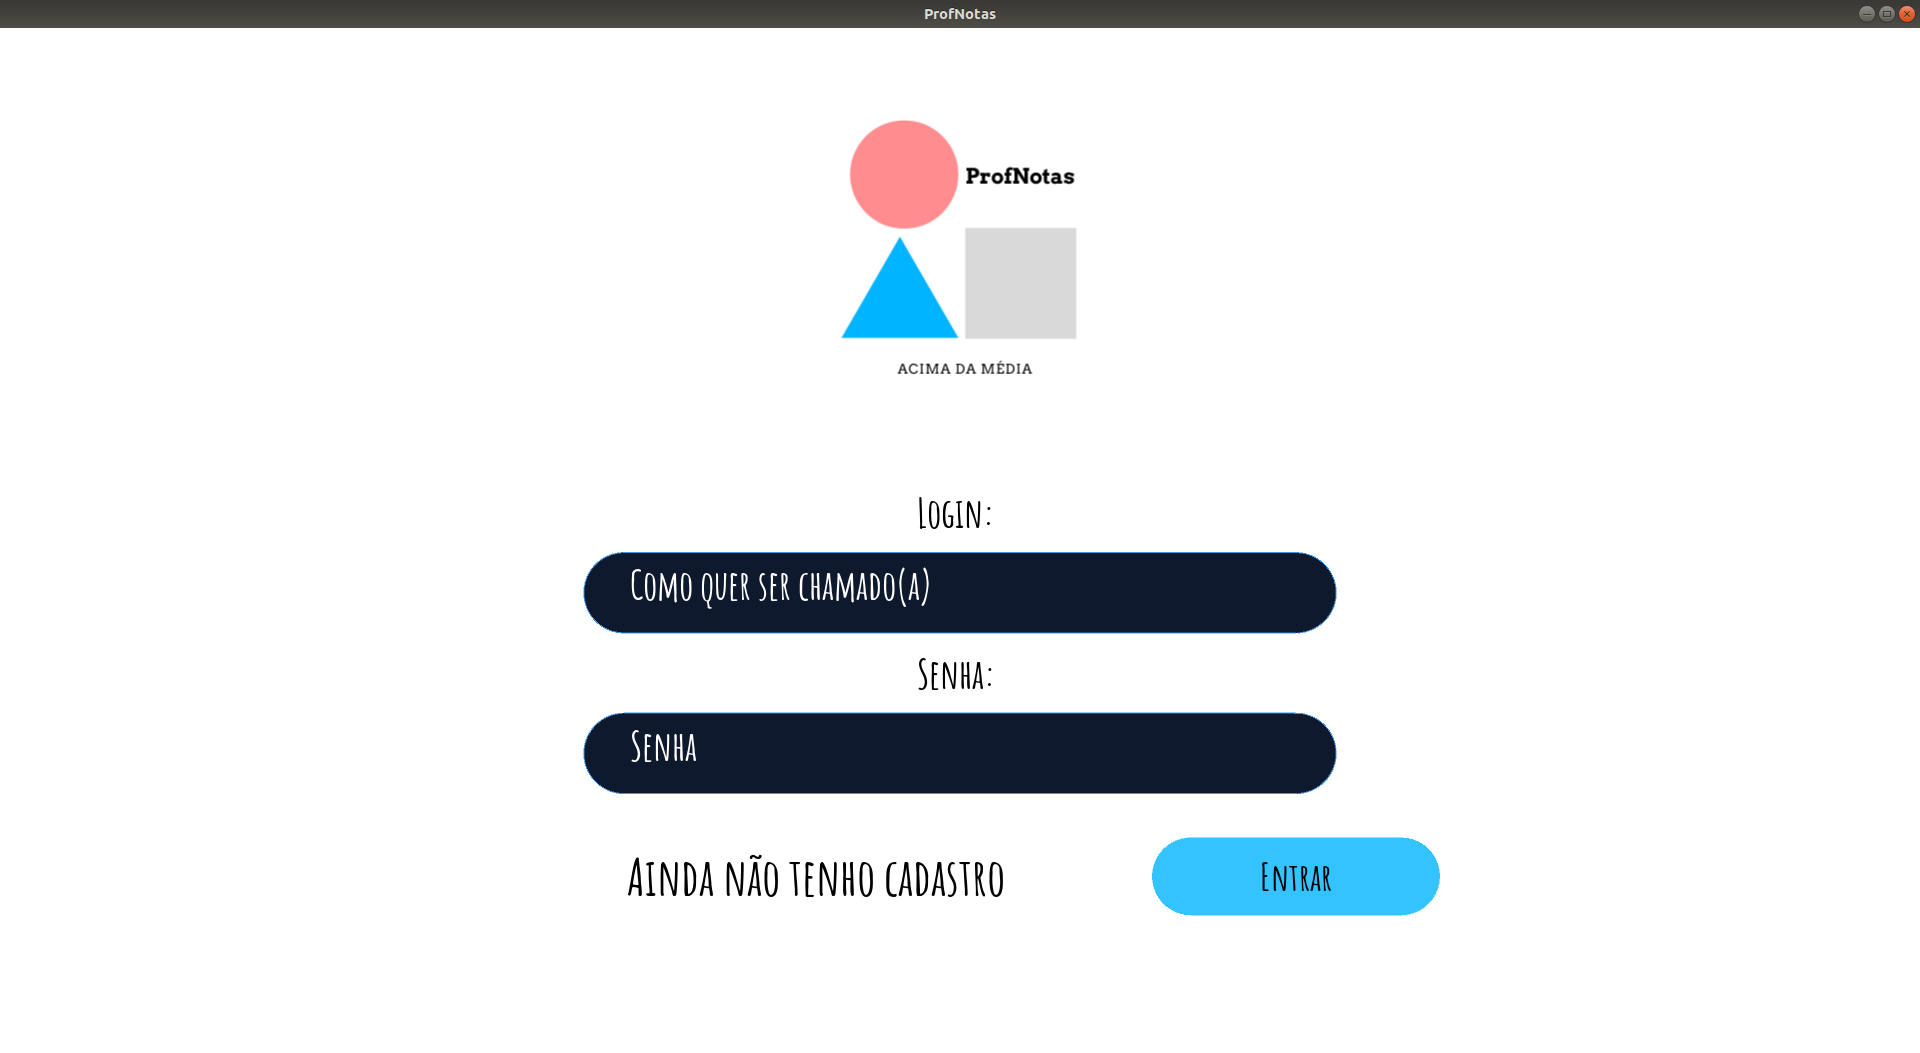 ProfNotas
ProfNotas
ACIMA DA MÉDIA
Login:
Como quer ser chamado(a)
Senha:
Senha
Ainda não tenho cadastro
Entrar